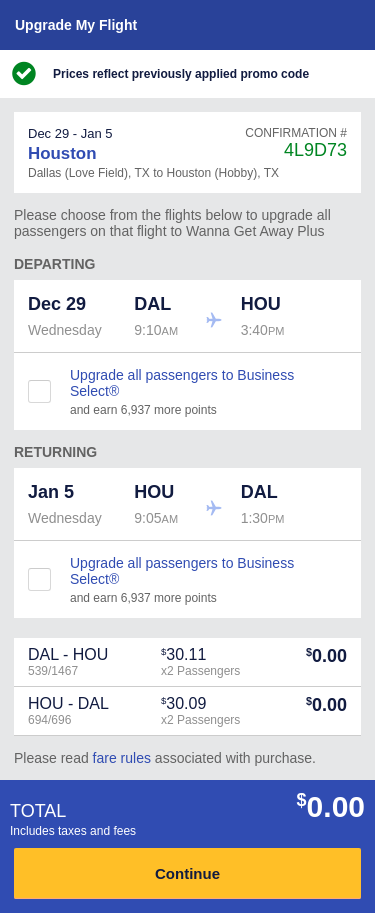 Upgrade My Flight
Prices reflect previously applied promo code
Dec 29 - Jan 5
CONFIRMATION #
Houston
4L9D73
Dallas (Love Field), TX to Houston (Hobby), TX
Please choose from the flights below to upgrade all
passengers on that flight to Wanna Get Away Plus
DEPARTING
Dec 29 DAL HOU
Wednesday 9:10AM 3:40PM
Upgrade all passengers to Business
Select®
and earn 6,937 more points
RETURNING
Jan 5 HOU DAL
Wednesday 9:05AM 1:30PM
Upgrade all passengers to Business
Select®
and earn 6,937 more points
DAL - HOU $30.11 $0.00
539/1467 x2 Passengers
HOU - DAL $30.09 $0.00
694/696 x2 Passengers
Please read fare rules associated with purchase.
TOTAL $0.00
Includes taxes and fees
Continue